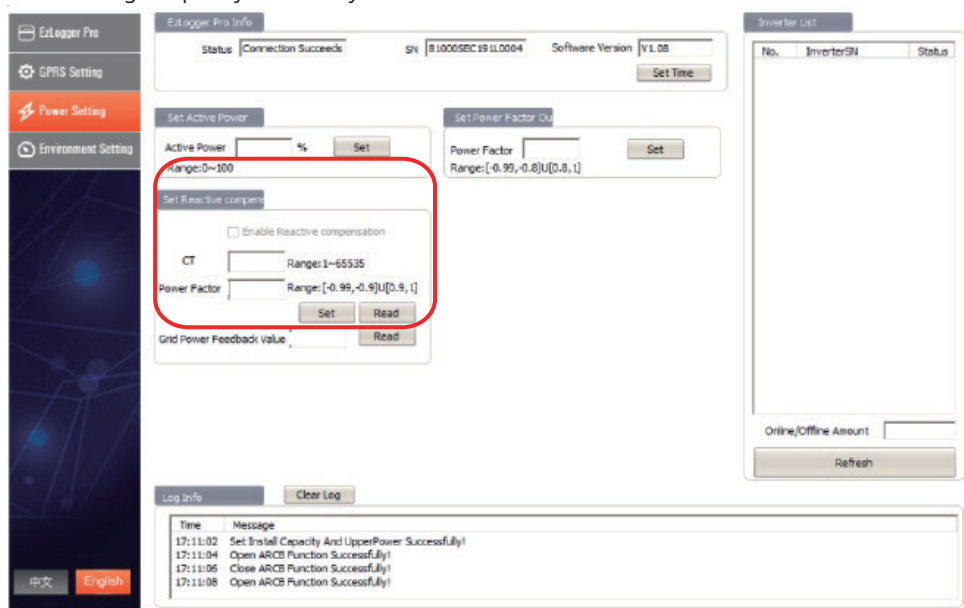 EzLogger Pro
GPRS Setting
Power Setting
Environment Setting
中文 English
EzLogger Pro Info
Status Connection Succeeds SN 81000SEC191L0004 Software Version V1.08
Set Time
Set Active Power
Active Power % Set
Range:0~100
Set Power Factor Ou
Power Factor Set
Range:[-0.99,-0.8]U[0.8,1]
Set Reactive compens
Enable Reactive compensation
CT Range:1~65535
Power Factor Range:[-0.99,-0.9]U[0.9,1]
Set Read
Grid Power Feedback Value Read
Inverter List
No. InverterSN Status
Online/Offline Amount
Refresh
Log Info Clear Log
Time Message
17:11:02 Set Install Capacity And UpperPower Successfully!
17:11:04 Open ARCB Function Successfully!
17:11:06 Close ARCB Function Successfully!
17:11:08 Open ARCB Function Successfully!